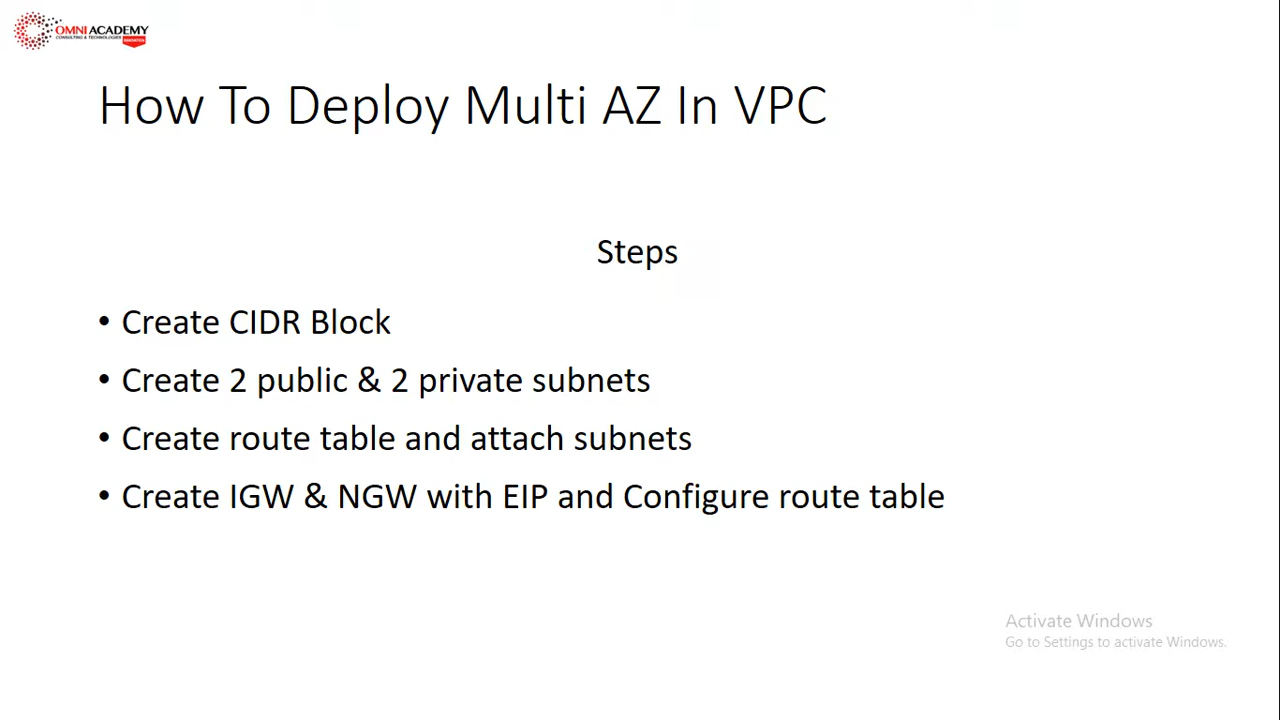 OMNI ACADEMY
CONSULTING & TECHNOLOGIES
How To Deploy Multi AZ In VPC
Steps
• Create CIDR Block
• Create 2 public & 2 private subnets
• Create route table and attach subnets
• Create IGW & NGW with EIP and Configure route table
Activate Windows
Go to Settings to activate Windows.